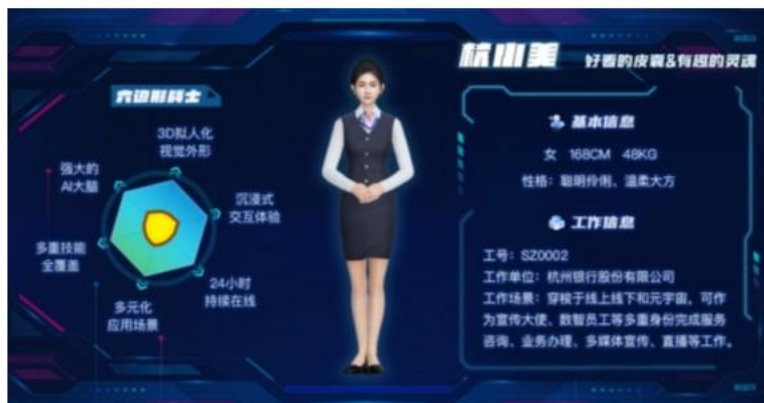 杭小美 好看的皮囊&有趣的灵魂
六边形战士
3D拟人化
视觉外形
强大的
AI大脑
沉浸式
交互体验
多重技能
全覆盖
24小时
持续在线
多元化
应用场景
基本信息
女 168CM 48KG
性格：聪明伶俐、温柔大方
工作信息
工号：SZ0002
工作单位：杭州银行股份有限公司
工作场景：穿梭于线上线下和元宇宙，可作
为宣传大使、数智员工等多重身份完成服务
咨询、业务办理、多媒体宣传、直播等工作。